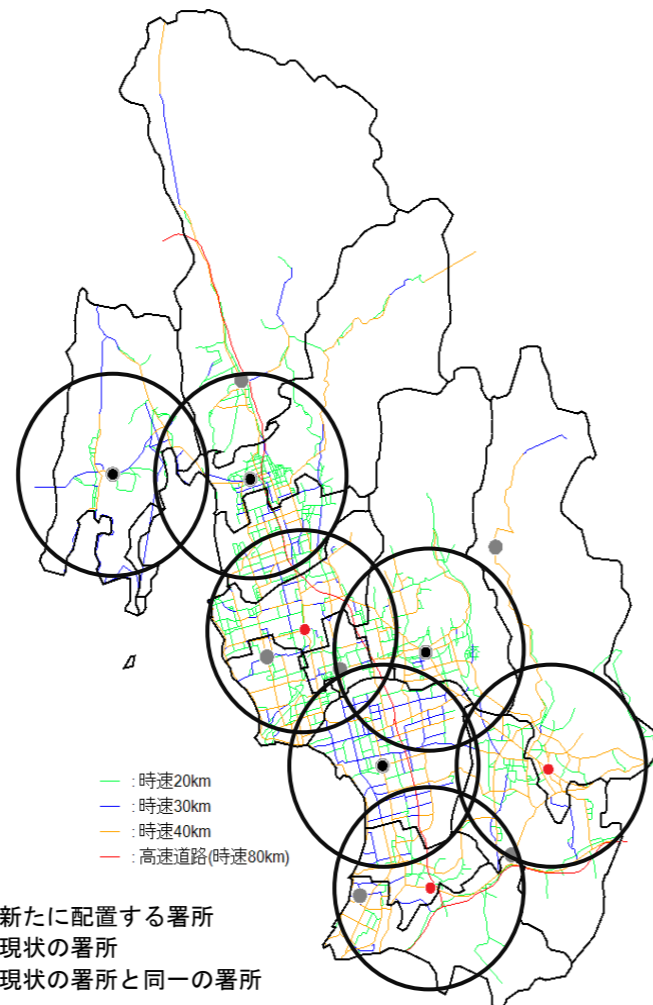 : 時速20km
: 時速30km
: 時速40km
: 高速道路(時速80km)
新たに配置する署所
現状の署所
現状の署所と同一の署所